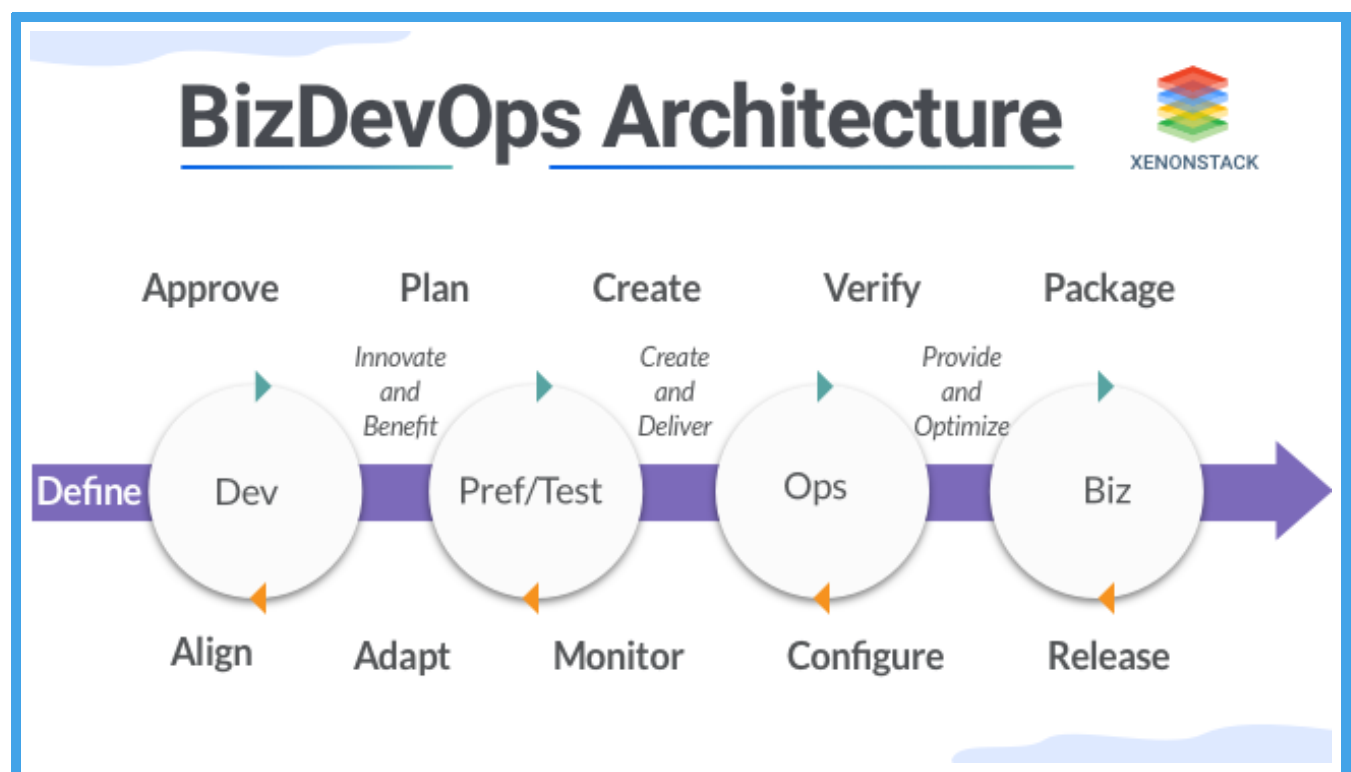 BizDevOps Architecture
XENONSTACK
Approve
Plan
Create
Verify
Package
Innovate
and
Benefit
Create
and
Deliver
Provide
and
Optimize
Define
Dev
Pref/Test
Ops
Biz
Align
Adapt
Monitor
Configure
Release